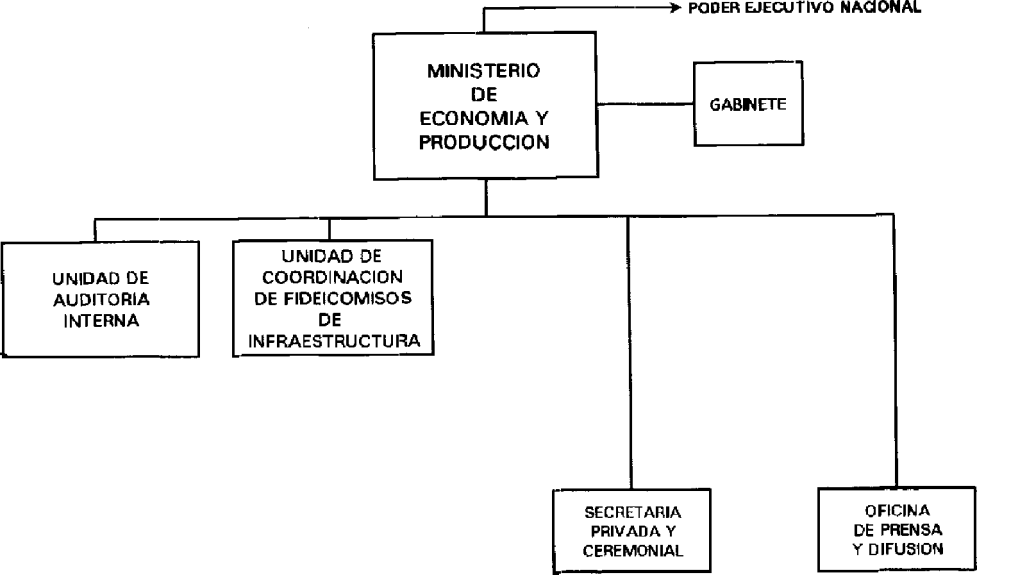 PODER EJECUTIVO NACIONAL
MINISTERIO
DE
ECONOMIA Y
PRODUCCION
GABINETE
UNIDAD DE
AUDITORIA
INTERNA
UNIDAD DE
COORDINACION
DE FIDEICOMISOS
DE
INFRAESTRUCTURA
SECRETARIA
PRIVADA Y
CEREMONIAL
OFICINA
DE PRENSA
Y DIFUSION